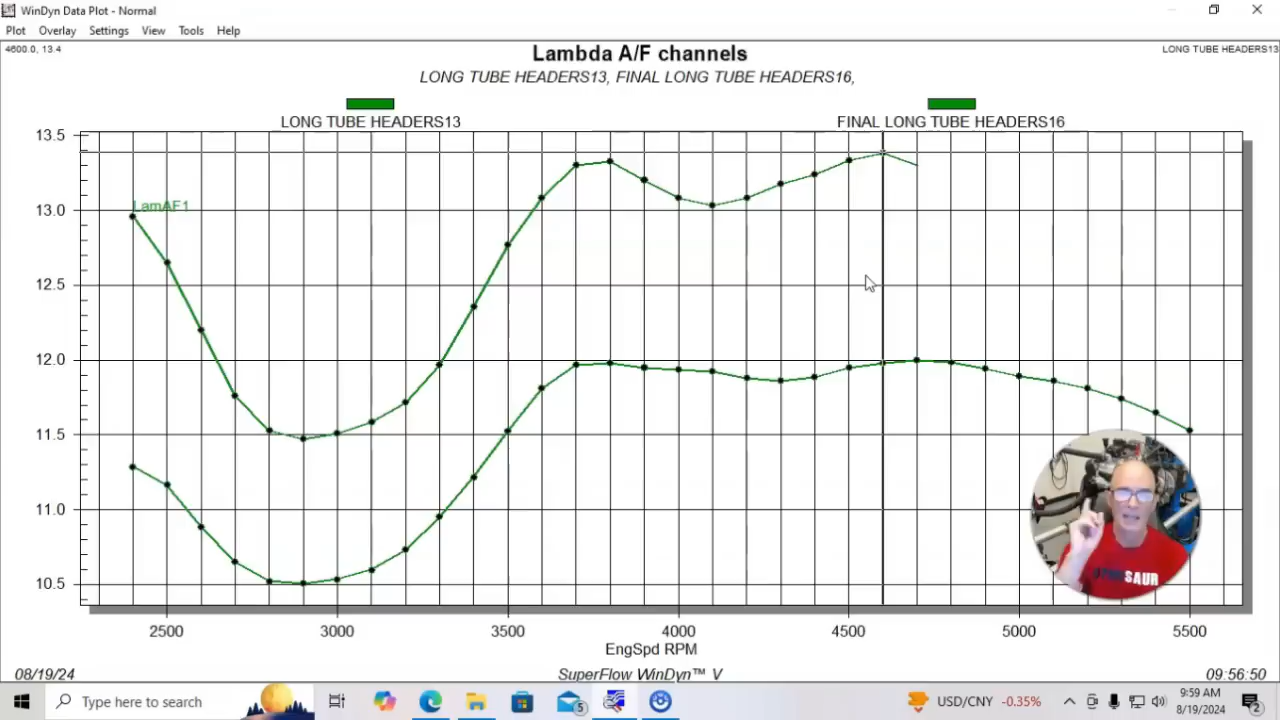 WinDyn Data Plot - Normal
Plot Overlay Settings View Tools Help
4600.0, 13.4
LONG TUBE HEADERS13
Lambda A/F channels
LONG TUBE HEADERS13, FINAL LONG TUBE HEADERS16,
LONG TUBE HEADERS13
FINAL LONG TUBE HEADERS16
LamAF1
13.5
13.0
12.5
12.0
11.5
11.0
10.5
2500 3000 3500 4000 4500 5000 5500
EngSpd RPM
08/19/24 SuperFlow WinDyn™ V 09:56:50
Type here to search
5
USD/CNY -0.35%
9:59 AM
8/19/2024
2